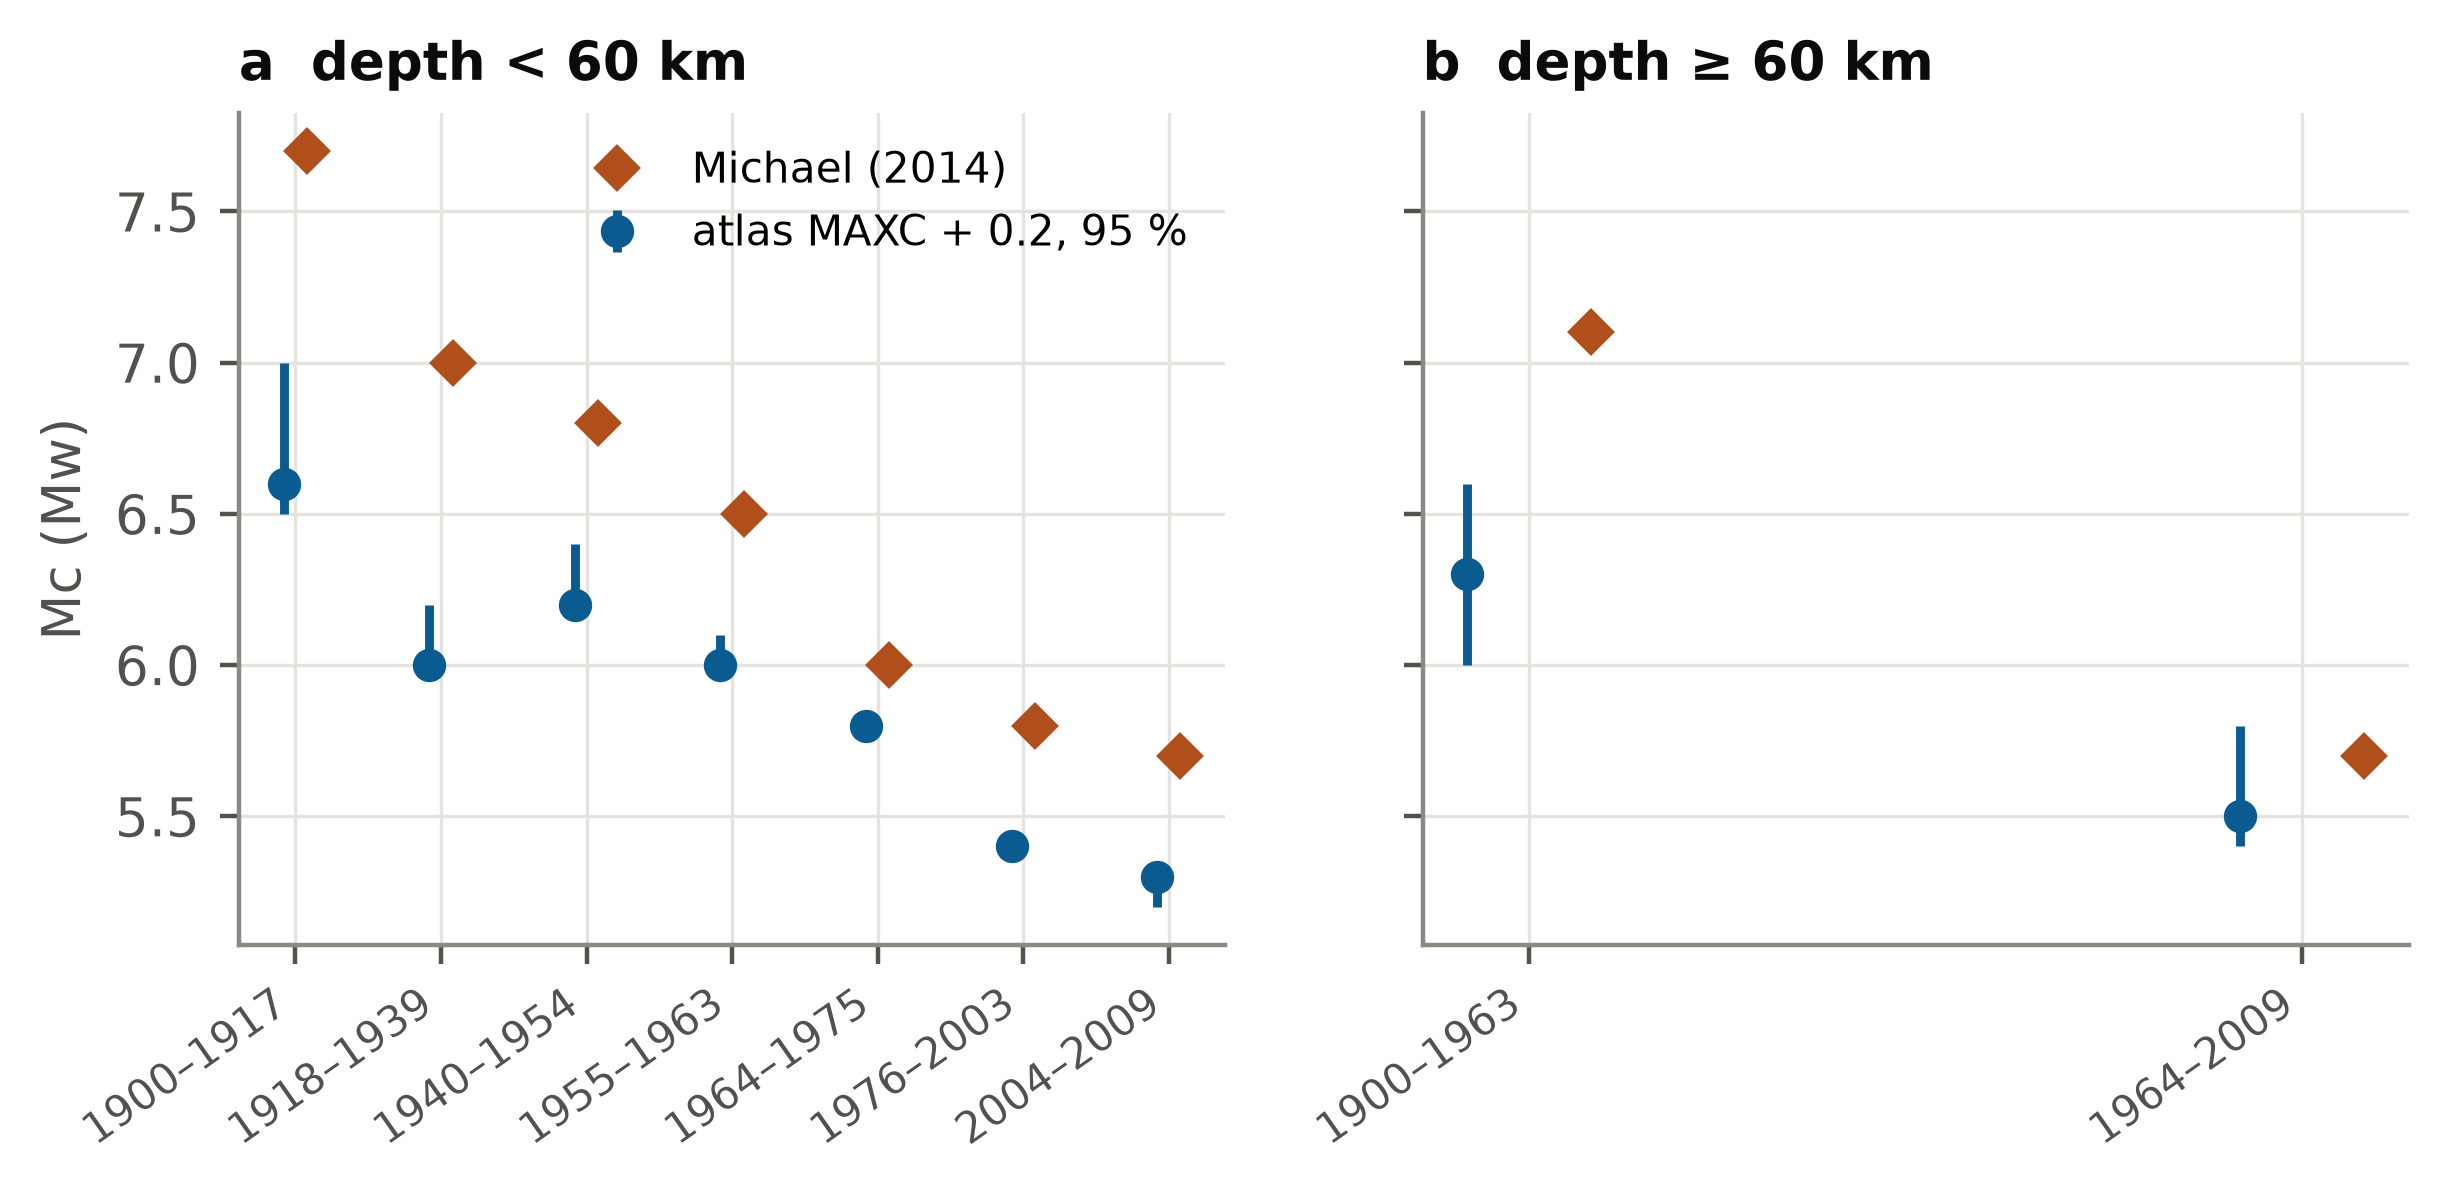 a depth < 60 km
b depth ≥ 60 km
Michael (2014)
atlas MAXC + 0.2, 95 %
Mc (Mw)
7.5
7.0
6.5
6.0
5.5
1900–1917
1918–1939
1940–1954
1955–1963
1964–1975
1976–2003
2004–2009
1900–1963
1964–2009